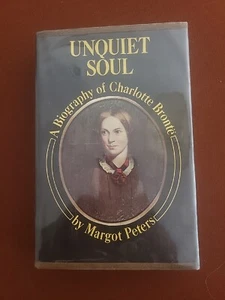 UNQUIET
SOUL
A Biography of Charlotte Brontë
by Margot Peters